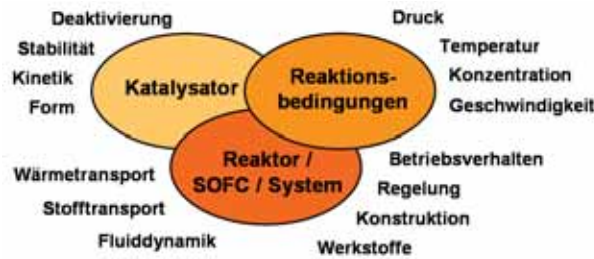 Deaktivierung
Stabilität
Kinetik
Form
Katalysator
Reaktions-
bedingungen
Druck
Temperatur
Konzentration
Geschwindigkeit
Reaktor /
SOFC / System
Wärmetransport
Stofftransport
Fluiddynamik
Betriebsverhalten
Regelung
Konstruktion
Werkstoffe